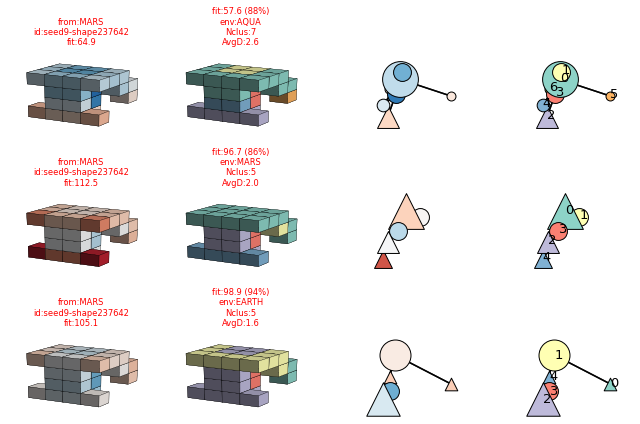 from:MARS
id:seed9-shape237642
fit:64.9
fit:57.6 (88%)
env:AQUA
Nclus:7
AvgD:2.6
1
0
6
3
4
2
5
from:MARS
id:seed9-shape237642
fit:112.5
fit:96.7 (86%)
env:MARS
Nclus:5
AvgD:2.0
0
1
3
2
4
from:MARS
id:seed9-shape237642
fit:105.1
fit:98.9 (94%)
env:EARTH
Nclus:5
AvgD:1.6
1
4
0
3
2